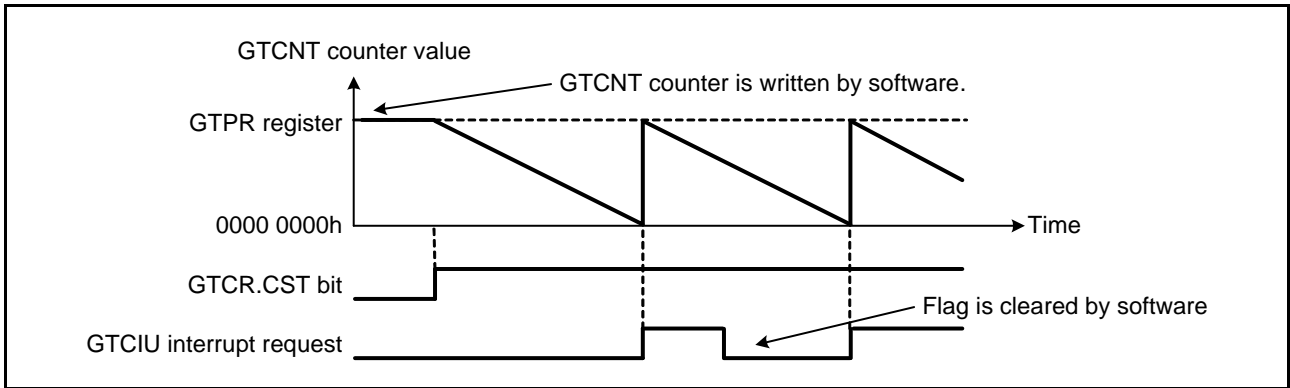 GTCNT counter value
GTCNT counter is written by software.
GTPR register
0000 0000h
Time
GTCR.CST bit
Flag is cleared by software
GTCIU interrupt request